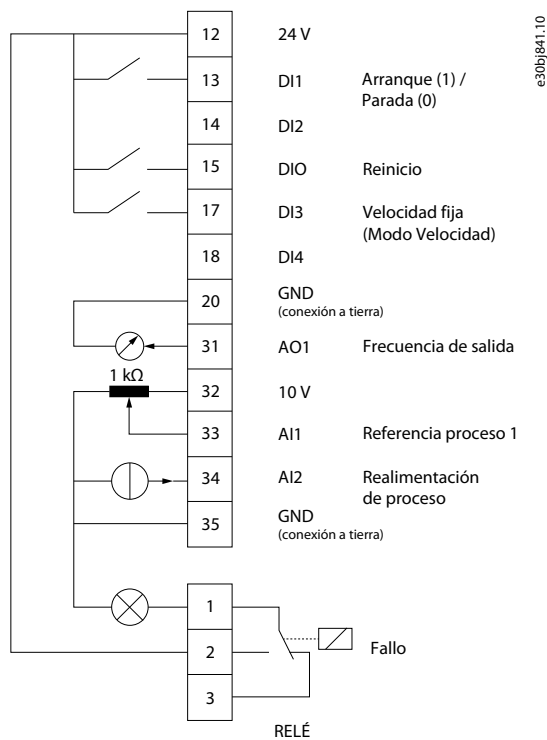 e30bj841.10
12 24 V
13 DI1 Arranque (1) /
Parada (0)
14 DI2
15 DIO Reinicio
17 DI3 Velocidad fija
(Modo Velocidad)
18 DI4
20 GND
(conexión a tierra)
31 AO1 Frecuencia de salida
1 kΩ
32 10 V
33 AI1 Referencia proceso 1
34 AI2 Realimentación
de proceso
35 GND
(conexión a tierra)
1
2 Fallo
3
RELÉ